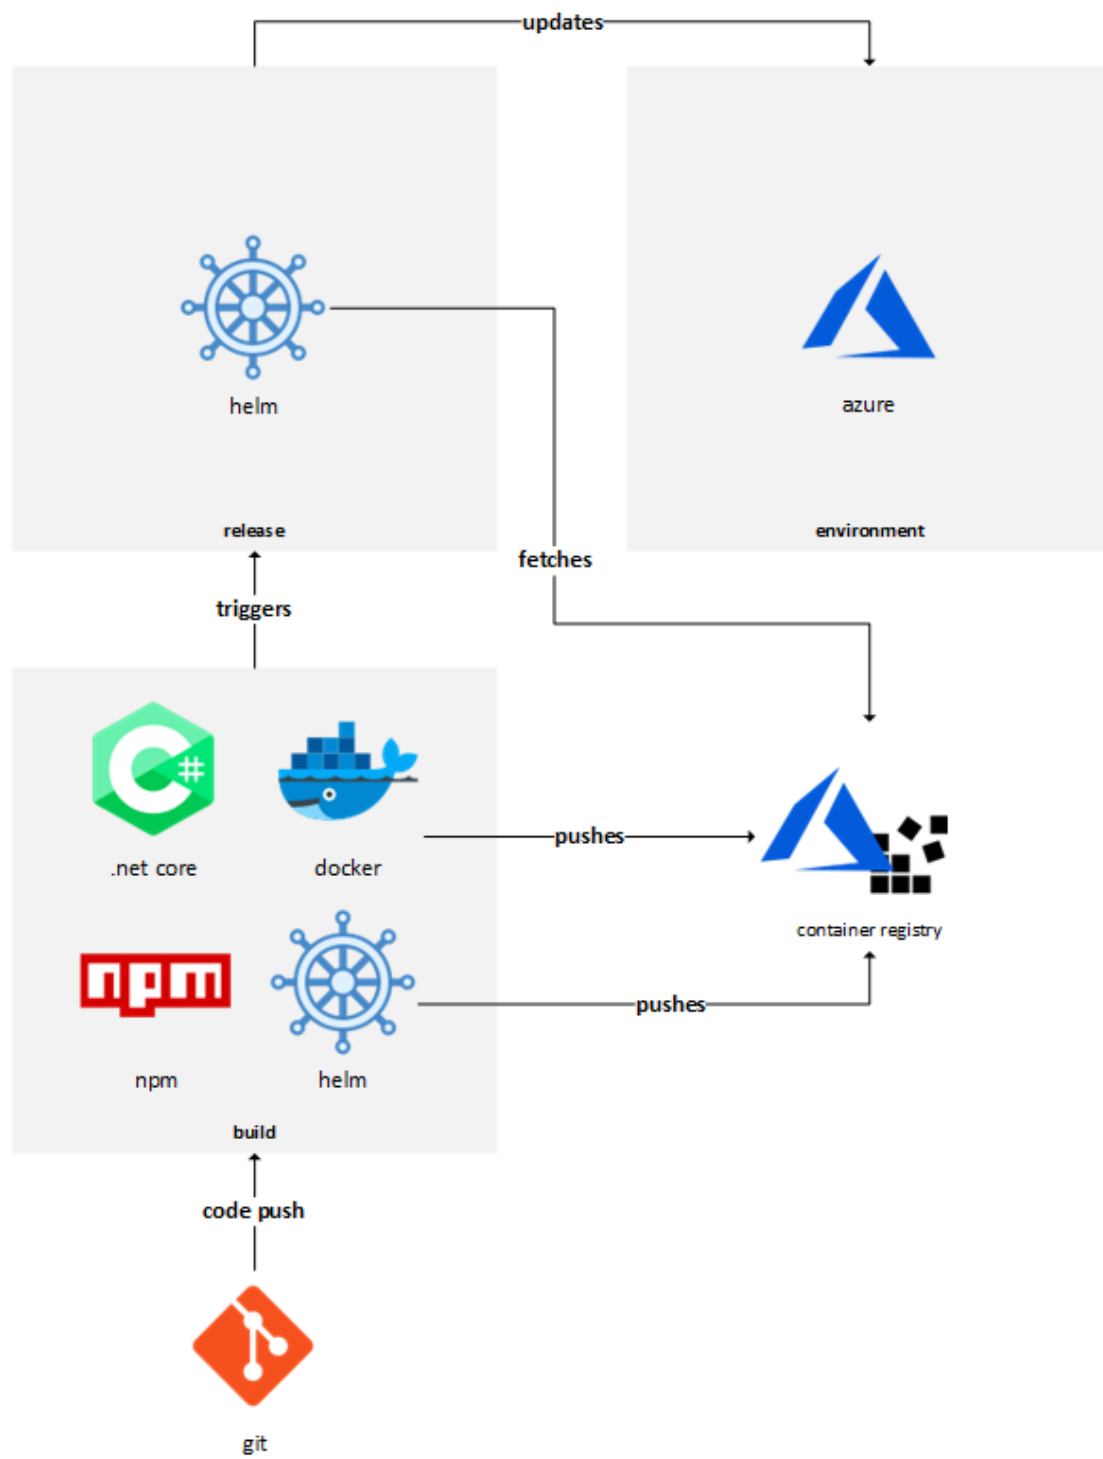 updates
helm
azure
release
environment
fetches
triggers
C#
.net core
docker
pushes
container registry
npm
npm
helm
pushes
build
code push
git